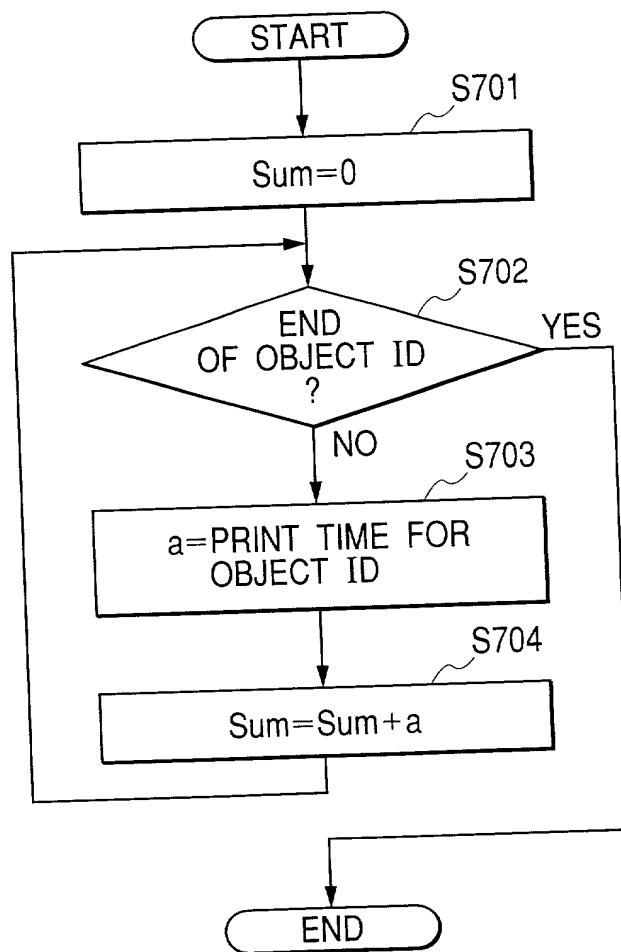 START
S701
Sum=0
S702
END
OF OBJECT ID
?
YES
NO
S703
a=PRINT TIME FOR
OBJECT ID
S704
Sum=Sum+a
END